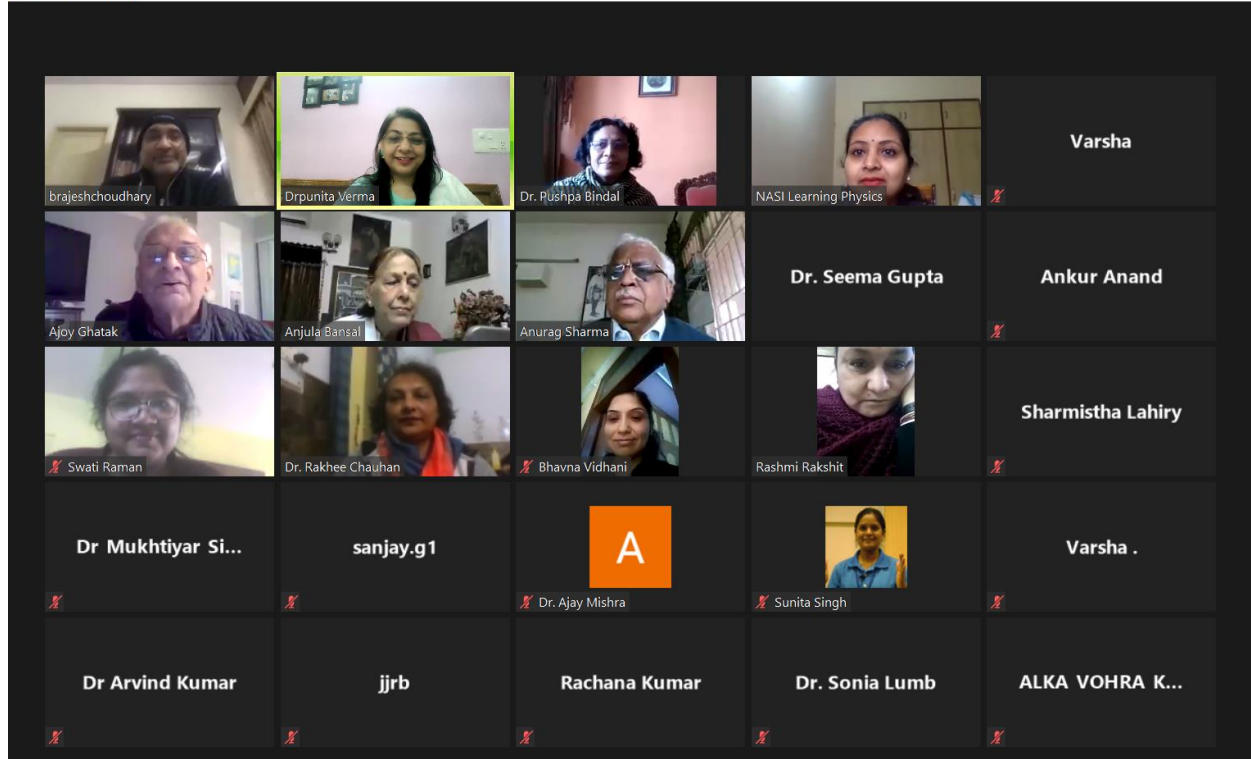 brajeshchoudhary
Drpunita Verma
Dr. Pushpa Bindal
NASI Learning Physics
Varsha
Ajoy Ghatak
Anjula Bansal
Anurag Sharma
Dr. Seema Gupta
Ankur Anand
Swati Raman
Dr. Rakhee Chauhan
Bhavna Vidhani
Rashmi Rakshit
Sharmistha Lahiry
Dr Mukhtiyar Si...
sanjay.g1
A
Dr. Ajay Mishra
Sunita Singh
Varsha .
Dr Arvind Kumar
jjrb
Rachana Kumar
Dr. Sonia Lumb
ALKA VOHRA K...